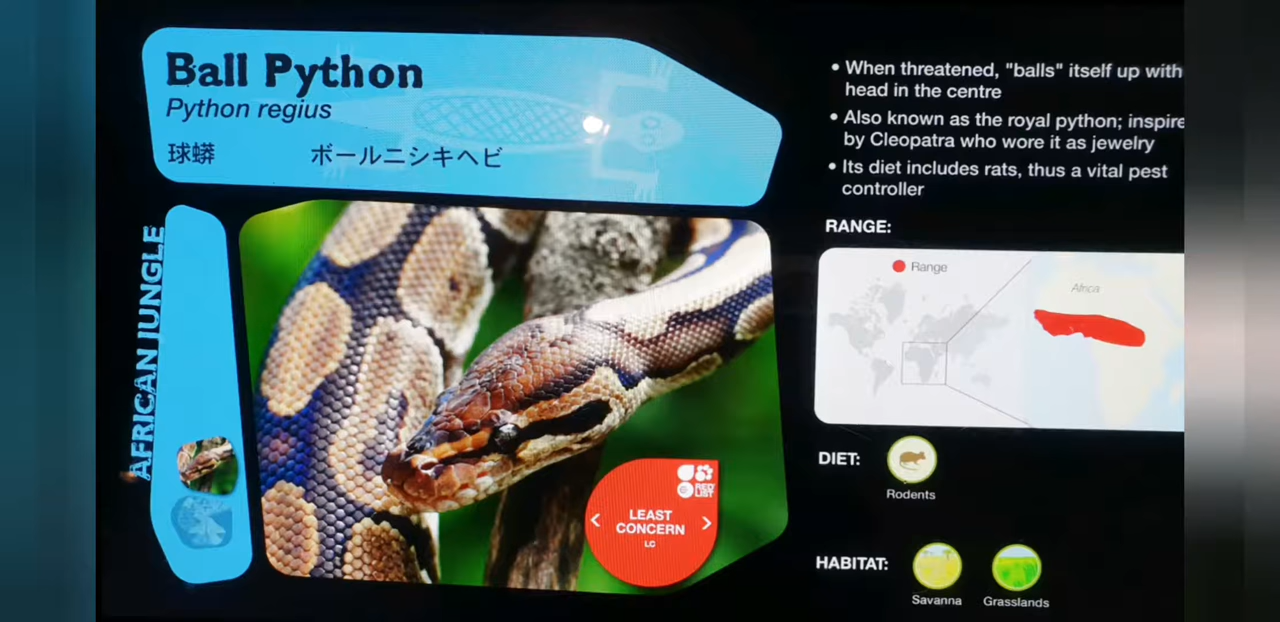 Ball Python
Python regius
球蟒 ボールニシキヘビ
AFRICAN JUNGLE
RED LIST
LEAST CONCERN
LC
• When threatened, "balls" itself up with
head in the centre
• Also known as the royal python; inspire
by Cleopatra who wore it as jewelry
• Its diet includes rats, thus a vital pest
controller
RANGE:
Range
Africa
DIET:
Rodents
HABITAT:
Savanna
Grasslands